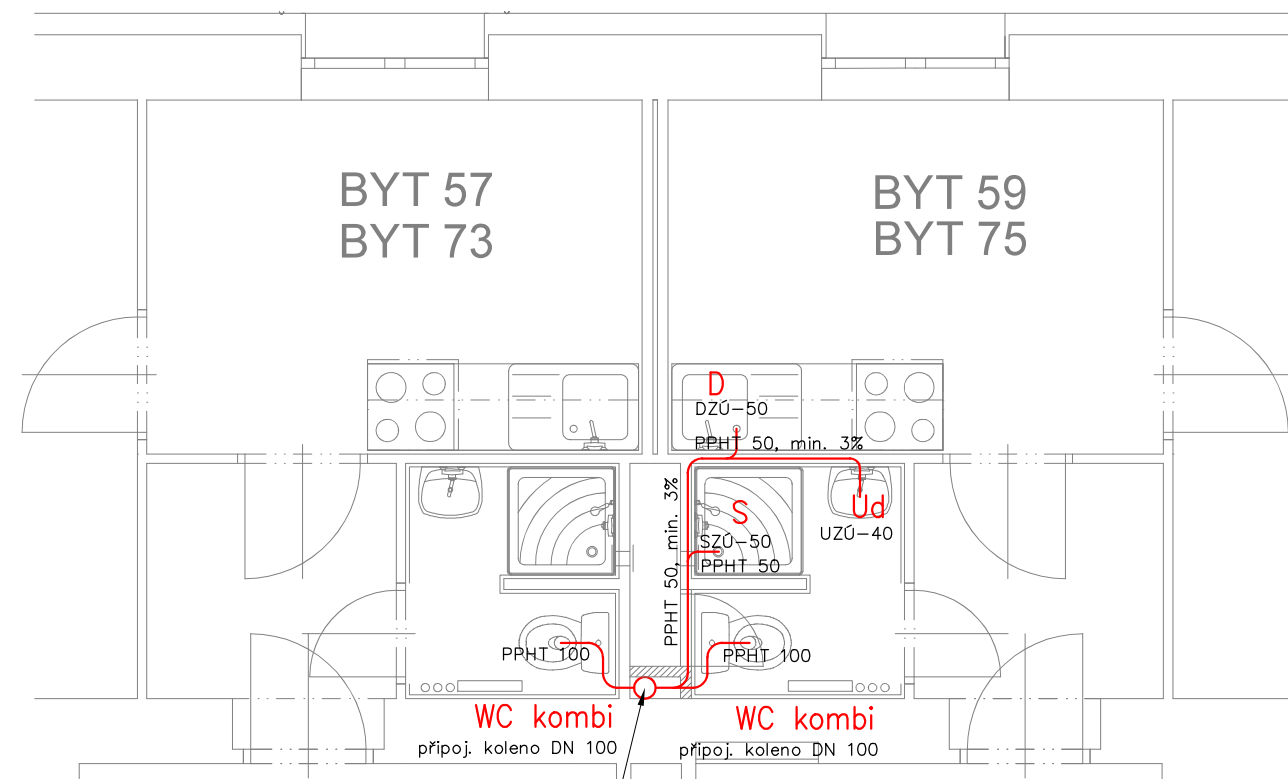 BYT 57
BYT 73
BYT 59
BYT 75
D
DZÚ-50
PPHT 50, min. 3%
PPHT 50, min. 3%
S
SZÚ-50
PPHT 50
Ud
UZÚ-40
PPHT 100
PPHT 100
WC kombi
připoj. koleno DN 100
WC kombi
připoj. koleno DN 100